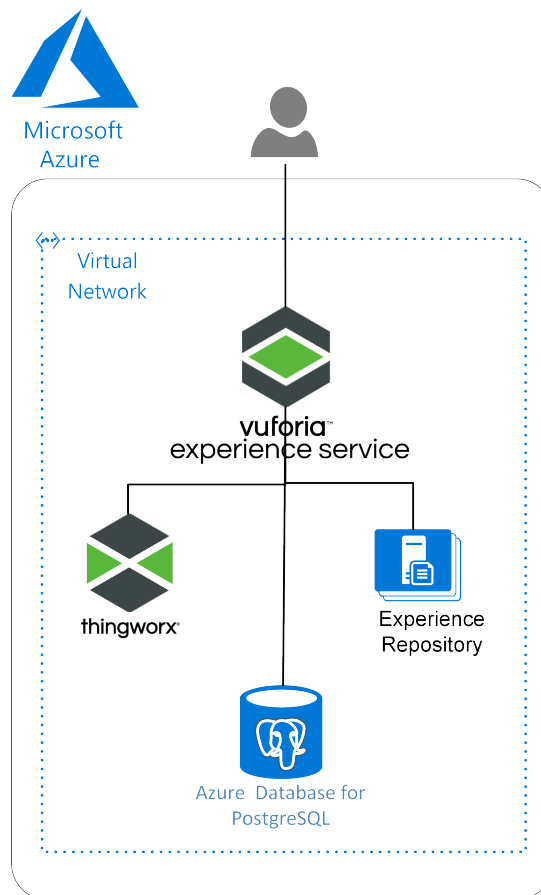 Microsoft
Azure
Virtual
Network
vuforia™
experience service
thingworx®
Experience
Repository
Azure Database for
PostgreSQL